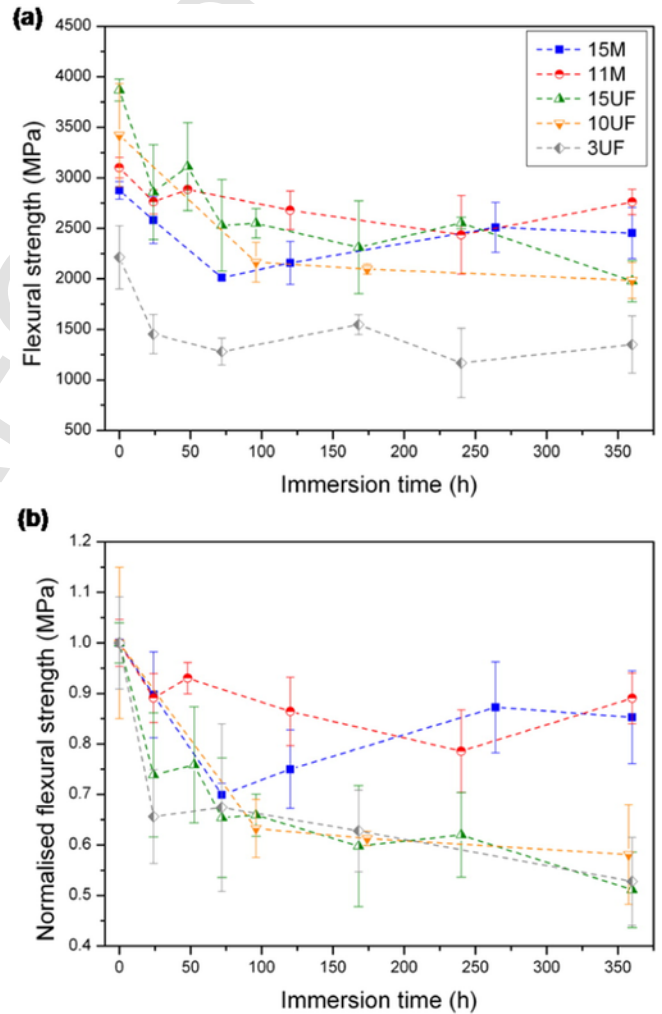 (a)
4500
4000
3500
3000
2500
2000
1500
1000
500
Flexural strength (MPa)
15M
11M
15UF
10UF
3UF
0 50 100 150 200 250 300 350
Immersion time (h)
(b)
1.2
1.1
1.0
0.9
0.8
0.7
0.6
0.5
0.4
Normalised flexural strength (MPa)
0 50 100 150 200 250 300 350
Immersion time (h)